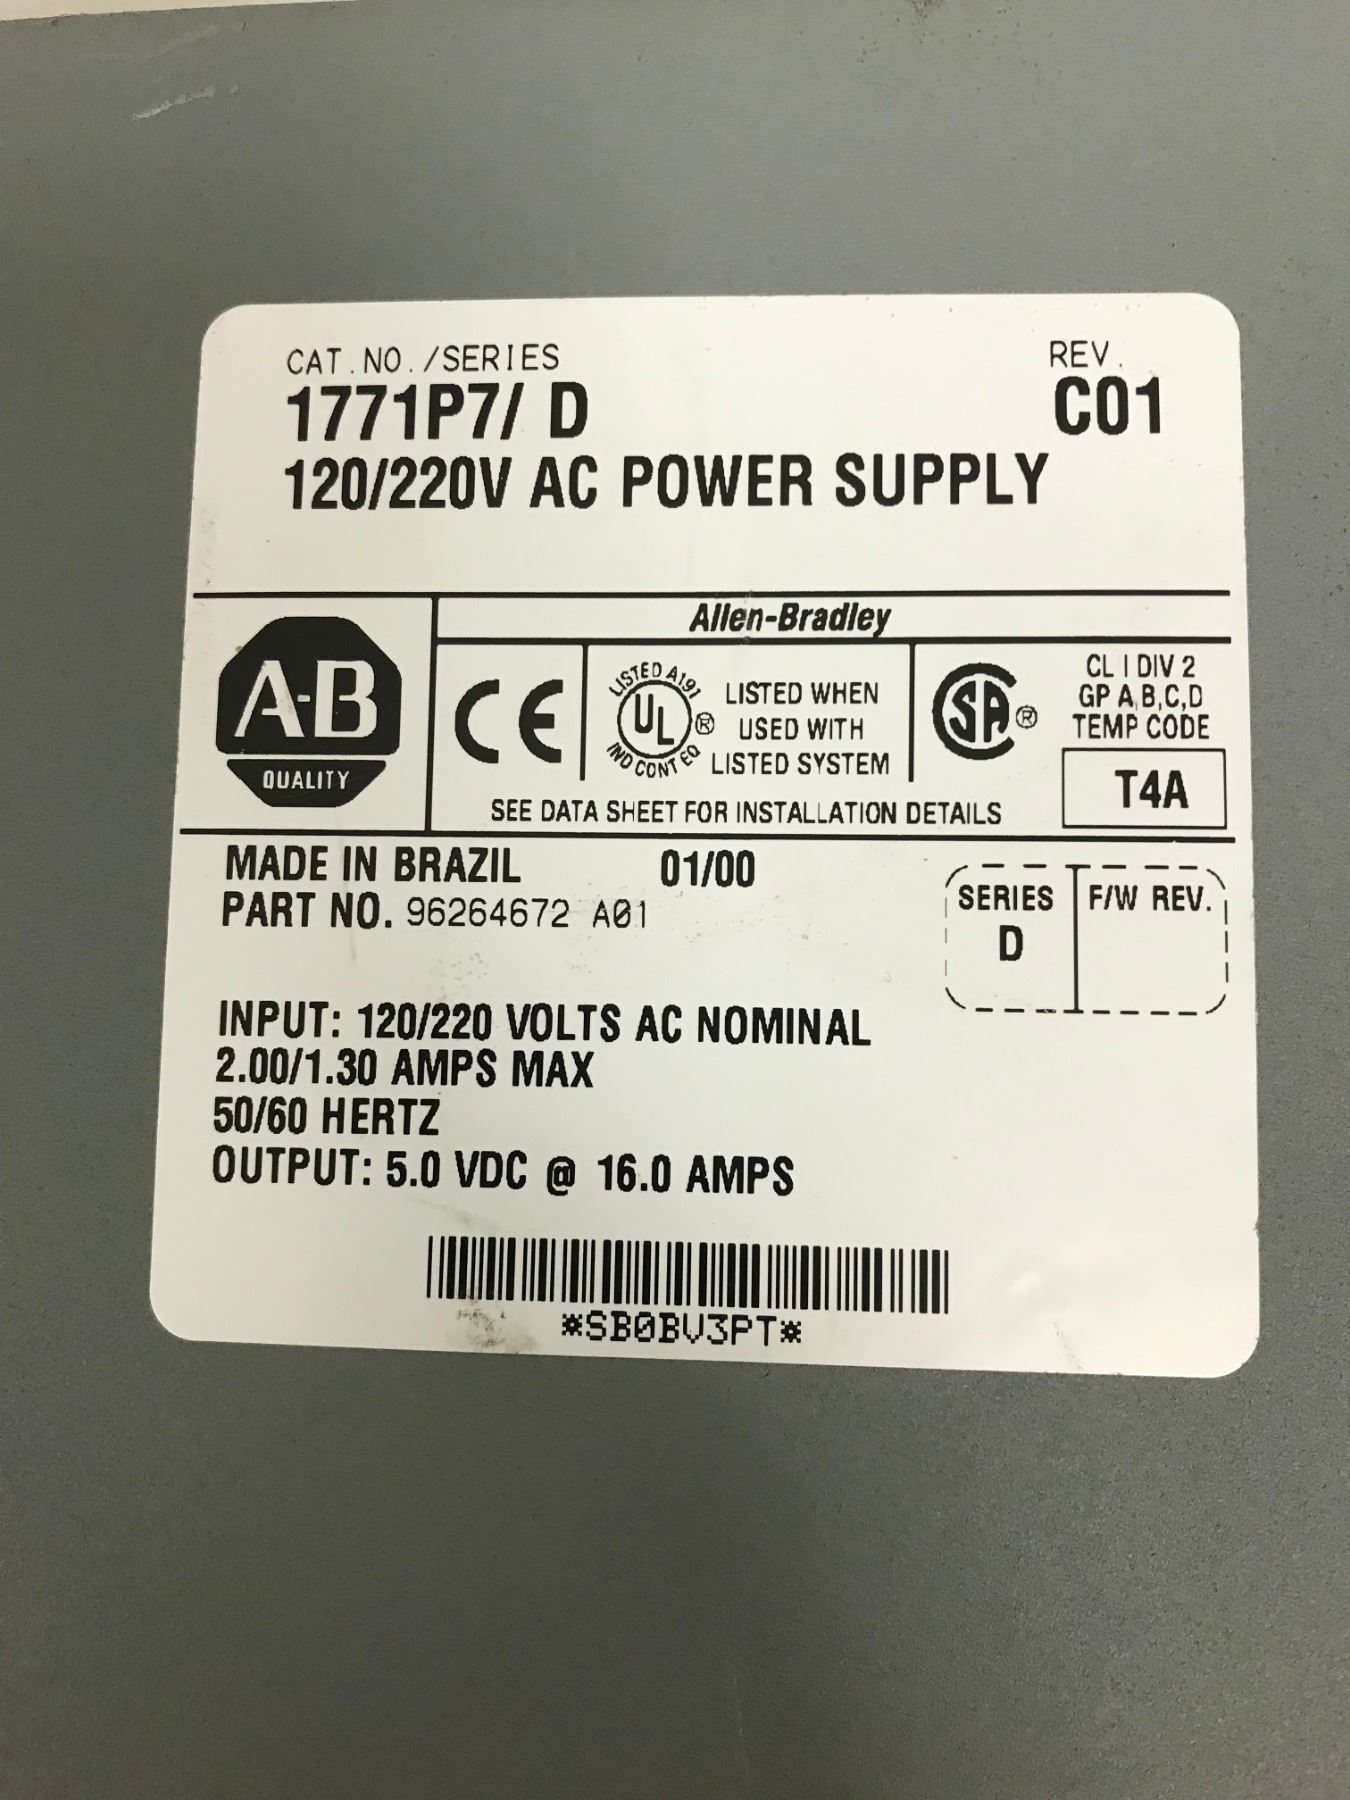 CAT.NO./SERIES
REV.
1771P7/ D
C01
120/220V AC POWER SUPPLY
Allen-Bradley
A-B
QUALITY
CE
LISTED A191
UL ®
IND CONT EQ
LISTED WHEN
USED WITH
LISTED SYSTEM
SA ®
CL I DIV 2
GP A,B,C,D
TEMP CODE
T4A
SEE DATA SHEET FOR INSTALLATION DETAILS
MADE IN BRAZIL 01/00
PART NO. 96264672 A01
SERIES
D
F/W REV.
INPUT: 120/220 VOLTS AC NOMINAL
2.00/1.30 AMPS MAX
50/60 HERTZ
OUTPUT: 5.0 VDC @ 16.0 AMPS
*SB0BV3PT*